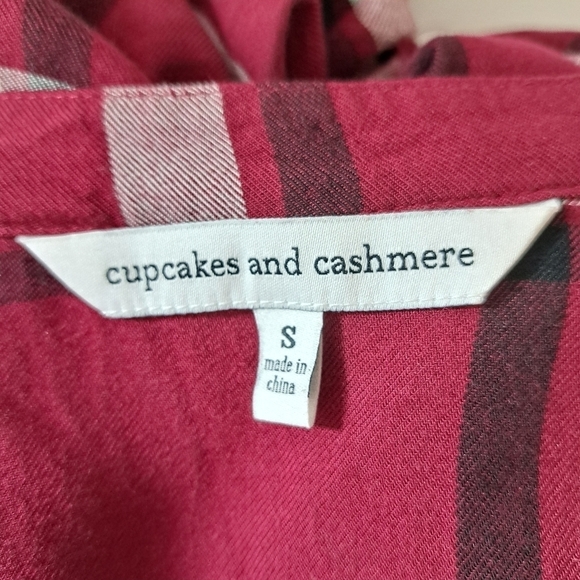 cupcakes and cashmere
S
made in
china